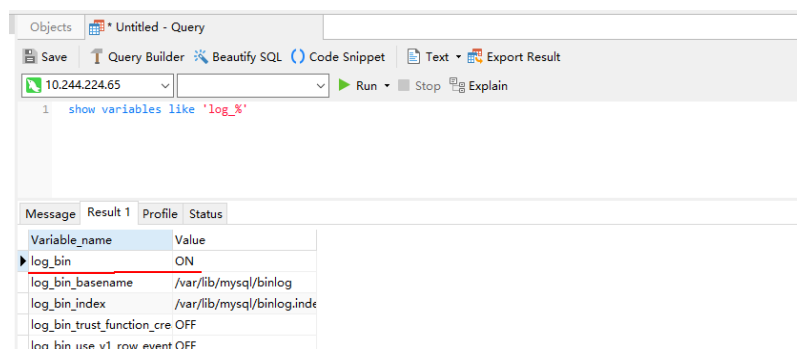 Objects * Untitled - Query
Save Query Builder Beautify SQL () Code Snippet Text Export Result
10.244.224.65 Run Stop Explain
1 show variables like 'log_%'
Message Result 1 Profile Status
Variable_name Value
log_bin ON
log_bin_basename /var/lib/mysql/binlog
log_bin_index /var/lib/mysql/binlog.inde
log_bin_trust_function_cre OFF
log_bin_use_v1_row_event OFF